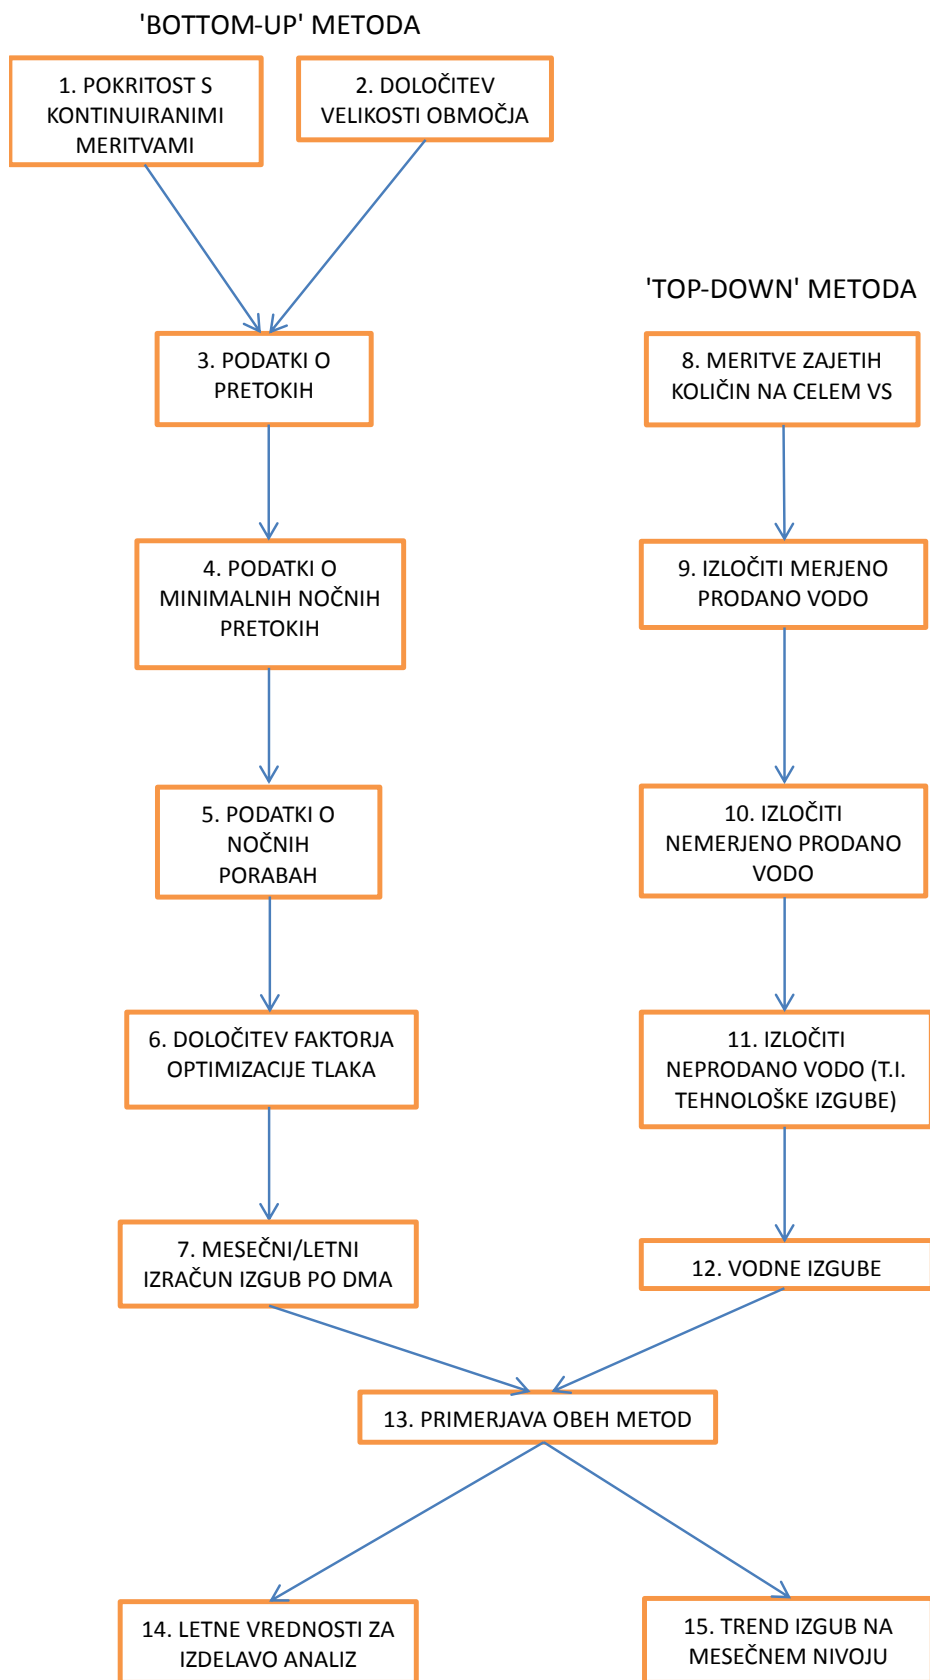 'BOTTOM-UP' METODA
1. POKRITOST S
KONTINUIRANIMI
MERITVAMI
2. DOLOČITEV
VELIKOSTI OBMOČJA
3. PODATKI O
PRETOKIH
4. PODATKI O
MINIMALNIH NOČNIH
PRETOKIH
5. PODATKI O
NOČNIH
PORABAH
6. DOLOČITEV FAKTORJA
OPTIMIZACIJE TLAKA
7. MESEČNI/LETNI
IZRAČUN IZGUB PO DMA
'TOP-DOWN' METODA
8. MERITVE ZAJETIH
KOLIČIN NA CELEM VS
9. IZLOČITI MERJENO
PRODANO VODO
10. IZLOČITI
NEMERJENO PRODANO
VODO
11. IZLOČITI
NEPRODANO VODO (T.I.
TEHNOLOŠKE IZGUBE)
12. VODNE IZGUBE
13. PRIMERJAVA OBEH METOD
14. LETNE VREDNOSTI ZA
IZDELAVO ANALIZ
15. TREND IZGUB NA
MESEČNEM NIVOJU